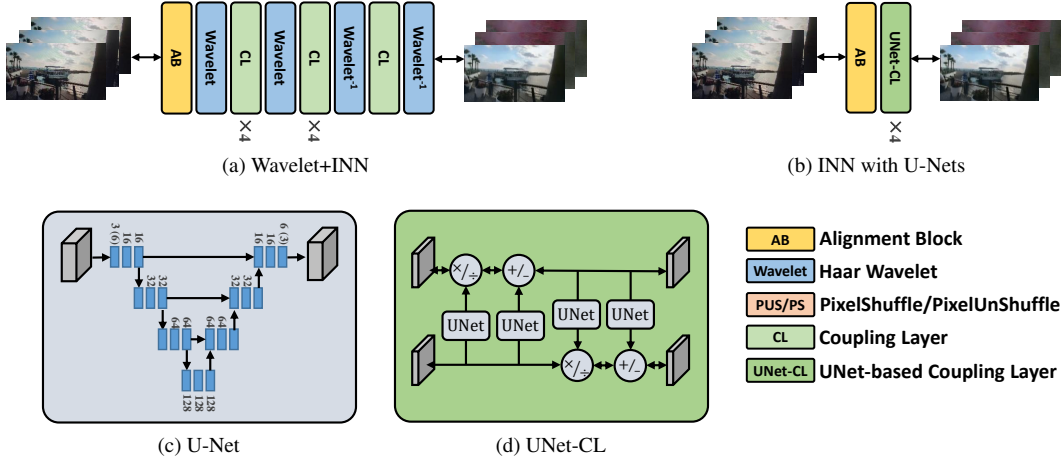 AB
Wavelet
CL
Wavelet
CL
Wavelet-1
CL
Wavelet-1
×4
×4
(a) Wavelet+INN
AB
UNet-CL
×4
(b) INN with U-Nets
3 (6)
16
16
16
16
6 (3)
32
32
32
32
64
64
64
64
128
128
128
(c) U-Net
×/÷
+/−
UNet
UNet
UNet
UNet
×/÷
+/−
(d) UNet-CL
AB Alignment Block
Wavelet Haar Wavelet
PUS/PS PixelShuffle/PixelUnShuffle
CL Coupling Layer
UNet-CL UNet-based Coupling Layer